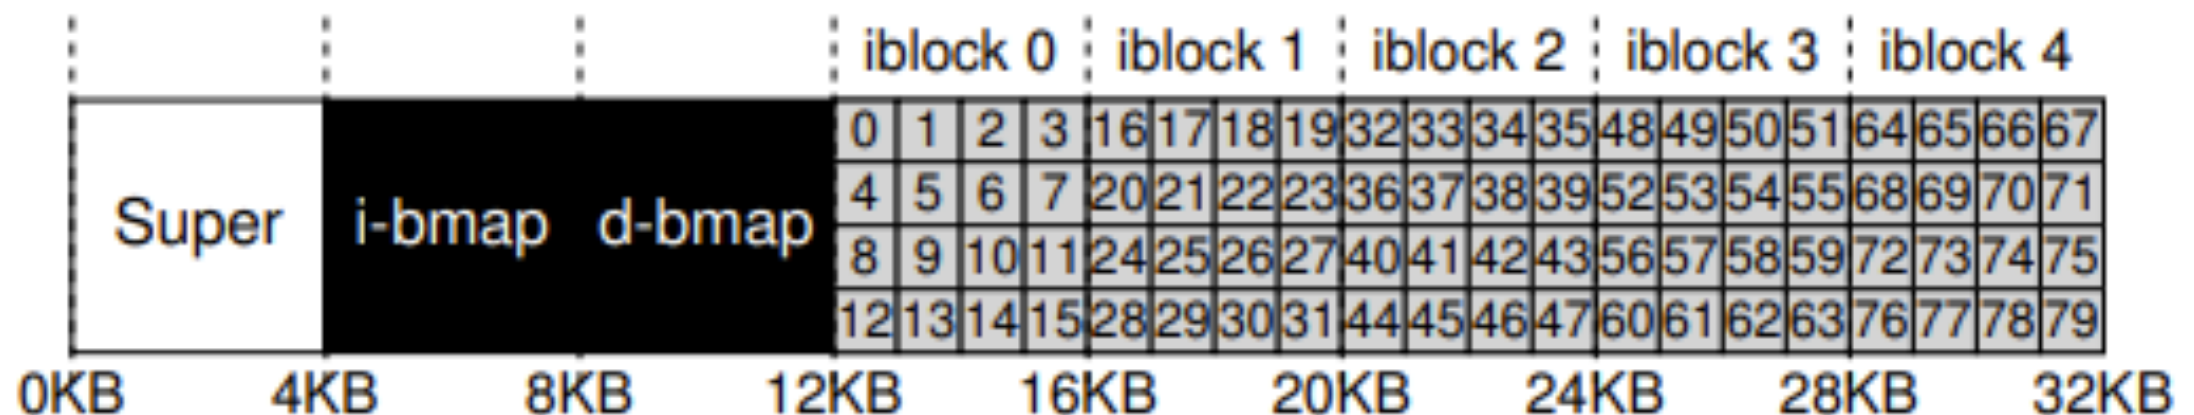 iblock 0 iblock 1 iblock 2 iblock 3 iblock 4
0 1 2 3 16 17 18 19 32 33 34 35 48 49 50 51 64 65 66 67
4 5 6 7 20 21 22 23 36 37 38 39 52 53 54 55 68 69 70 71
Super i-bmap d-bmap
8 9 10 11 24 25 26 27 40 41 42 43 56 57 58 59 72 73 74 75
12 13 14 15 28 29 30 31 44 45 46 47 60 61 62 63 76 77 78 79
0KB 4KB 8KB 12KB 16KB 20KB 24KB 28KB 32KB